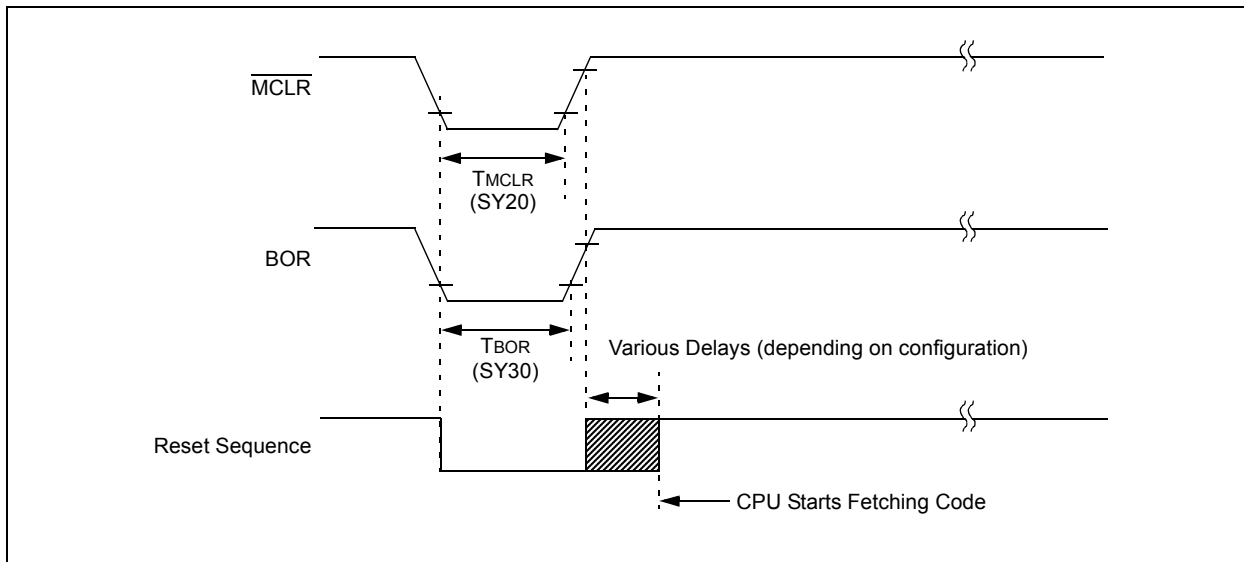 MCLR
TMCLR
(SY20)
BOR
TBOR
(SY30)
Various Delays (depending on configuration)
Reset Sequence
CPU Starts Fetching Code